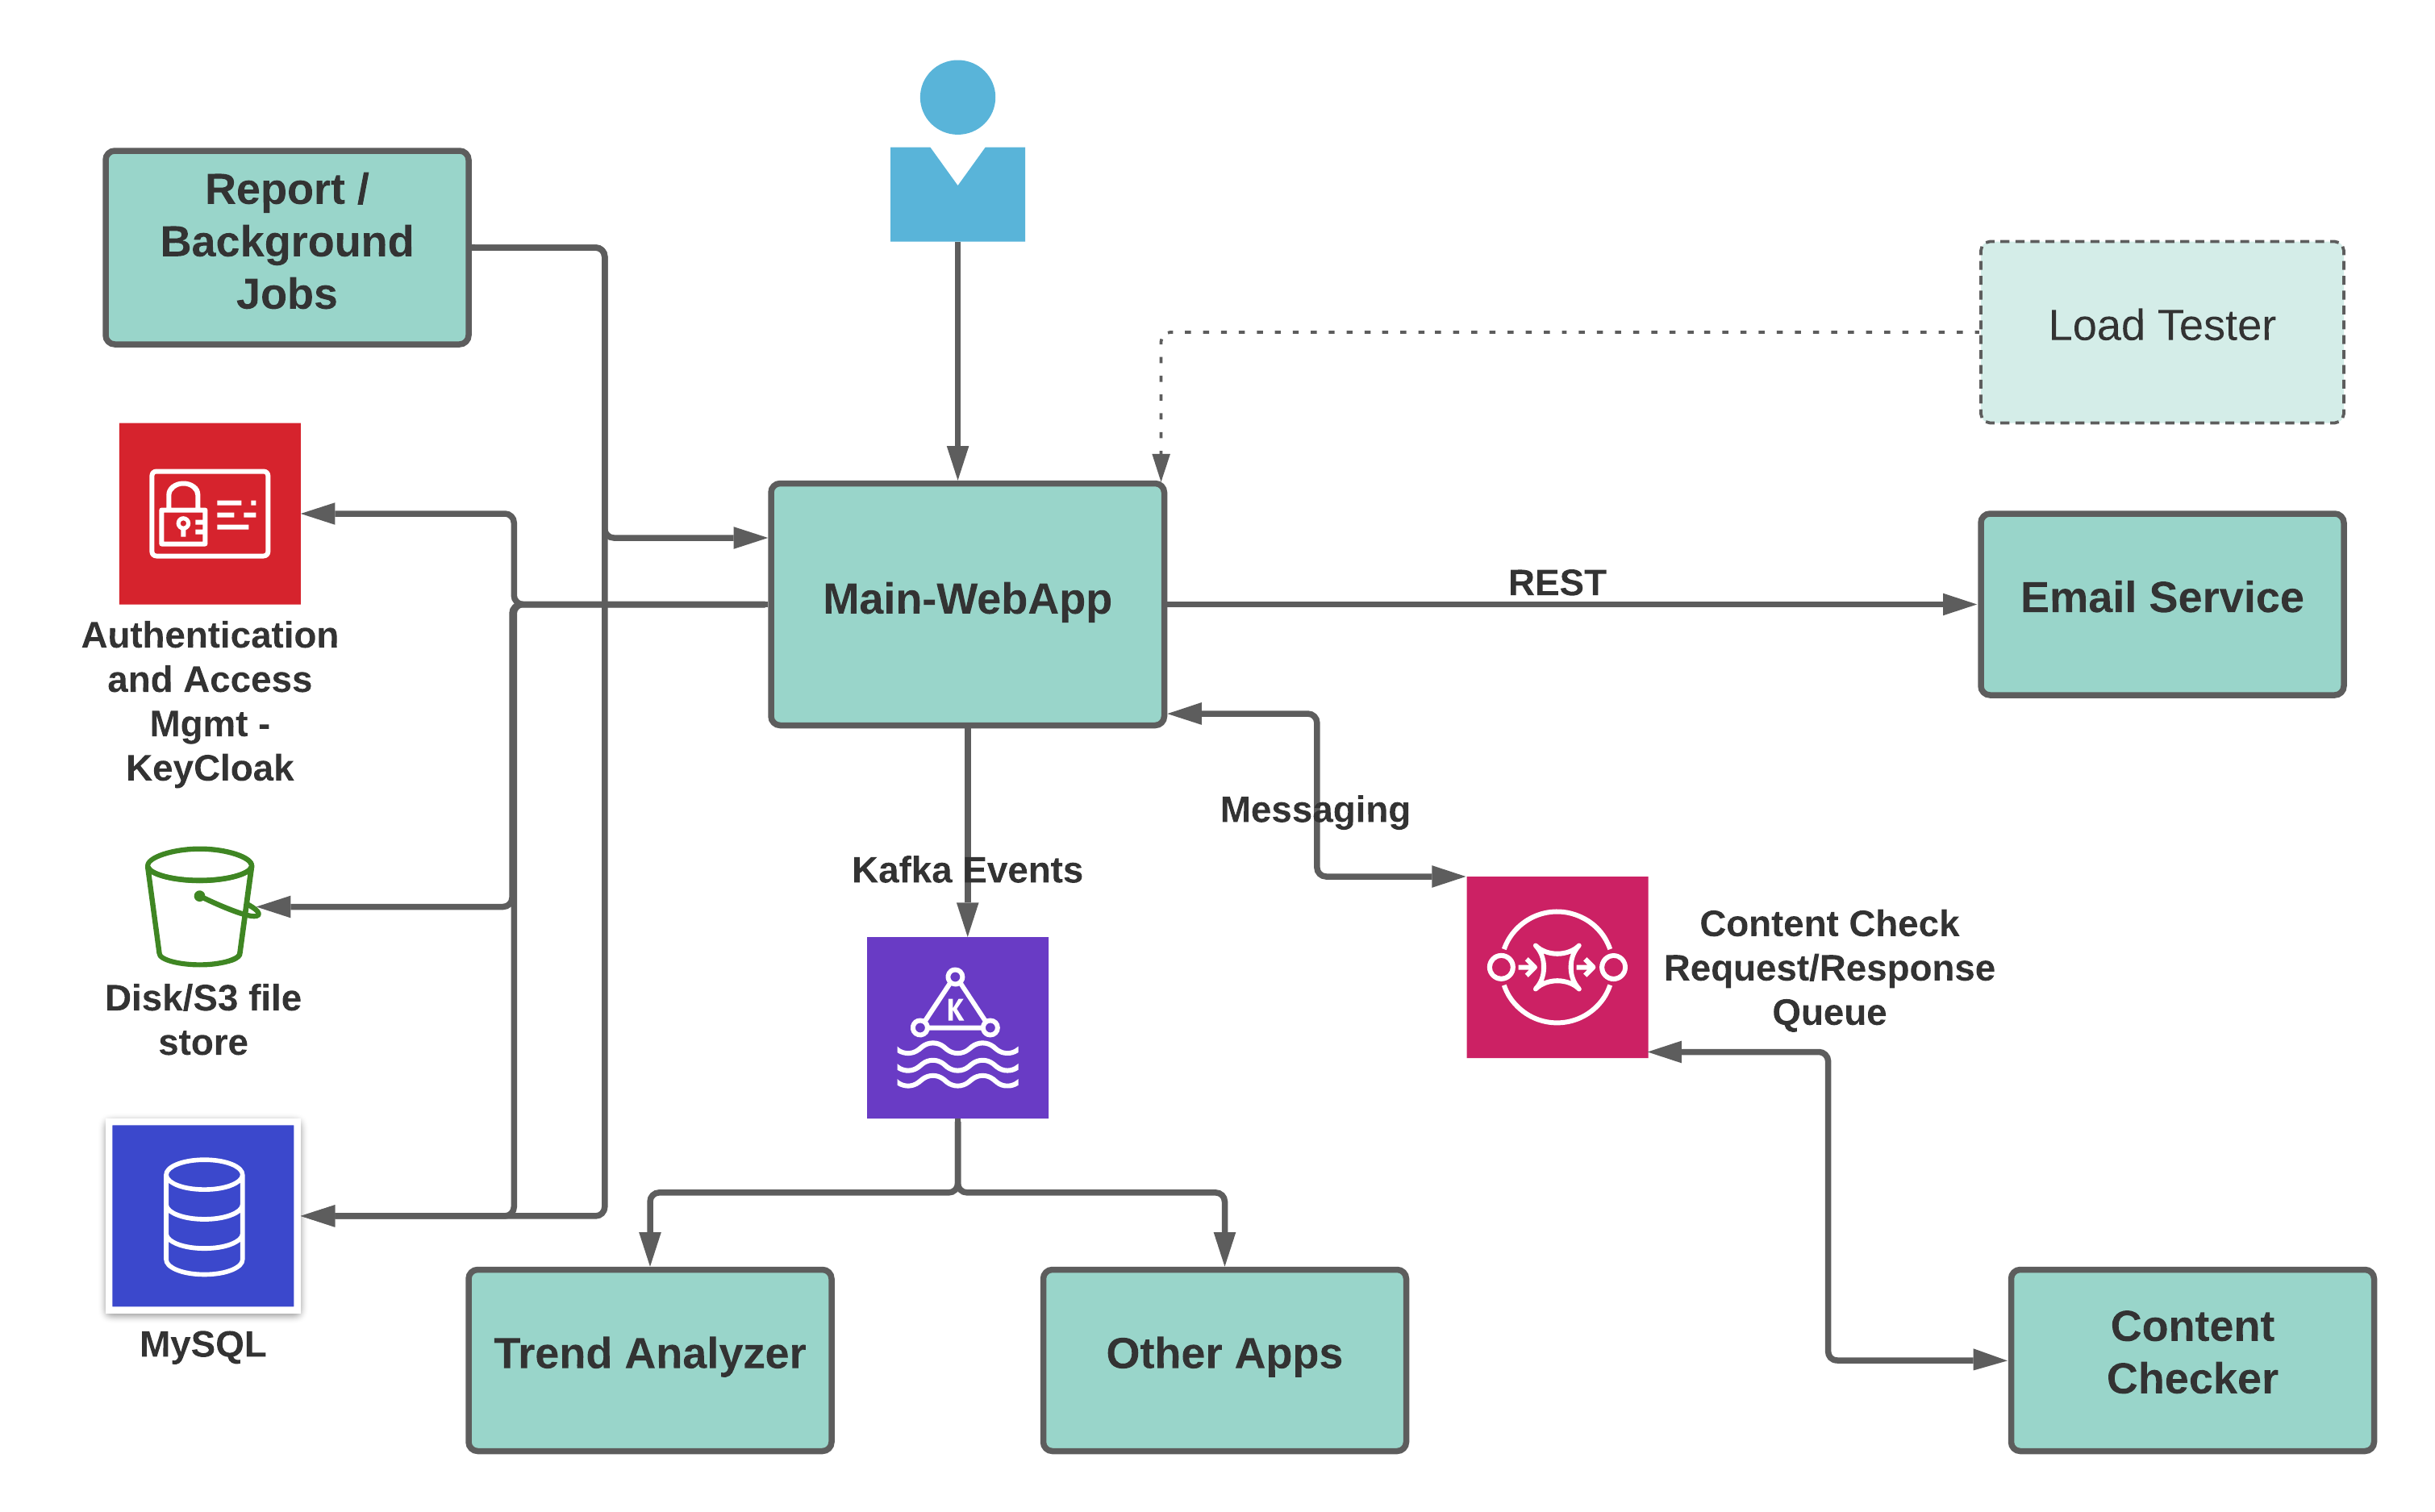 Report /
Background
Jobs
Load Tester
Authentication
and Access
Mgmt -
KeyCloak
Main-WebApp
REST
Email Service
Messaging
Kafka Events
Disk/S3 file
store
K
Content Check
Request/Response
Queue
MySQL
Trend Analyzer
Other Apps
Content
Checker